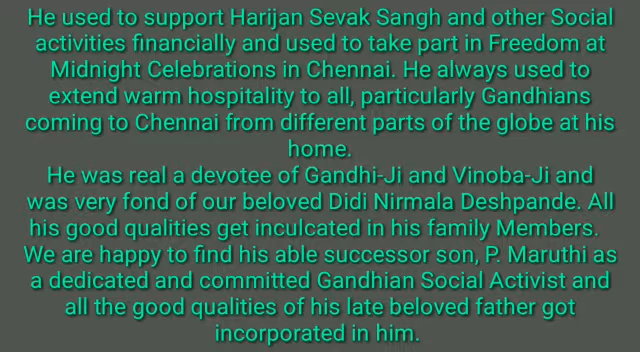 He used to support Harijan Sevak Sangh and other Social
activities financially and used to take part in Freedom at
Midnight Celebrations in Chennai. He always used to
extend warm hospitality to all, particularly Gandhians
coming to Chennai from different parts of the globe at his
home.
He was real a devotee of Gandhi-Ji and Vinoba-Ji and
was very fond of our beloved Didi Nirmala Deshpande. All
his good qualities get inculcated in his family Members.
We are happy to find his able successor son, P. Maruthi as
a dedicated and committed Gandhian Social Activist and
all the good qualities of his late beloved father got
incorporated in him.